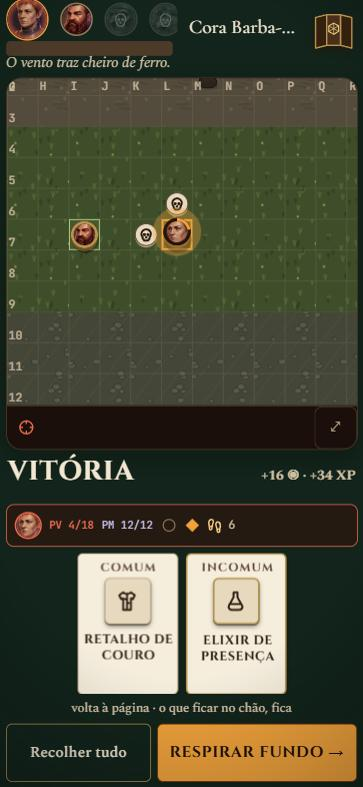 Cora Barba-...
O vento traz cheiro de ferro.
G H I J K L M N O P Q R
3
4
5
6
7
8
9
10
11
12
VITÓRIA
+16 · +34 XP
PV 4/18 PM 12/12 6
COMUM
RETALHO DE
COURO
INCOMUM
ELIXIR DE
PRESENÇA
volta à página · o que ficar no chão, fica
Recolher tudo
RESPIRAR FUNDO →